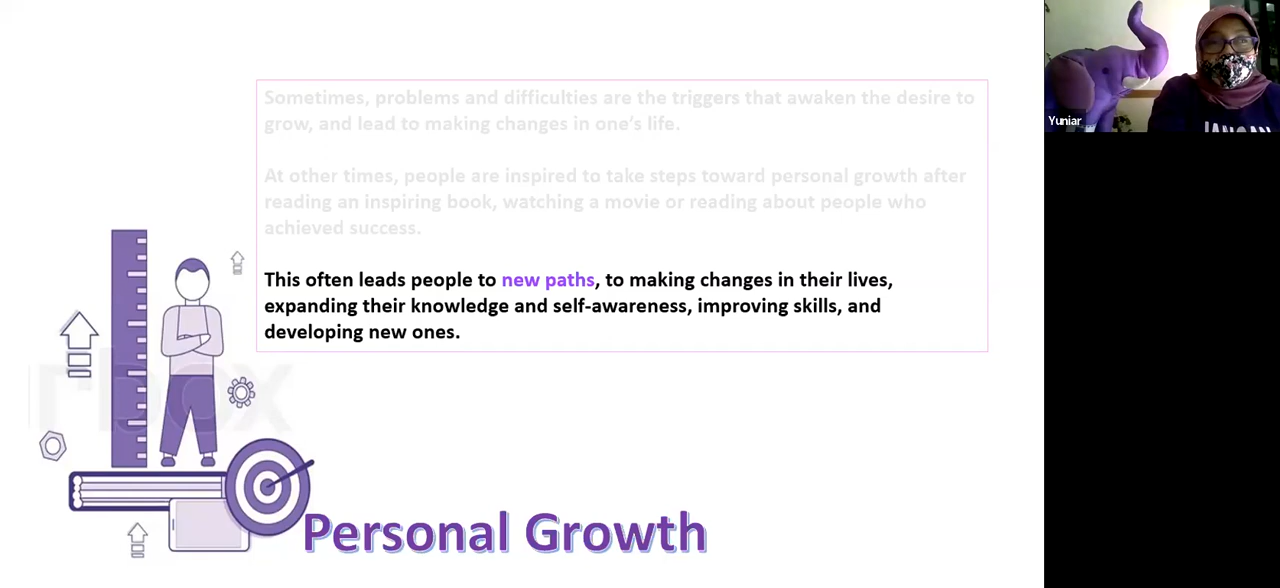 Sometimes, problems and difficulties are the triggers that awaken the desire to
grow, and lead to making changes in one's life.
At other times, people are inspired to take steps toward personal growth after
reading an inspiring book, watching a movie or reading about people who
achieved success.
This often leads people to new paths, to making changes in their lives,
expanding their knowledge and self-awareness, improving skills, and
developing new ones.
Personal Growth
Yuniar